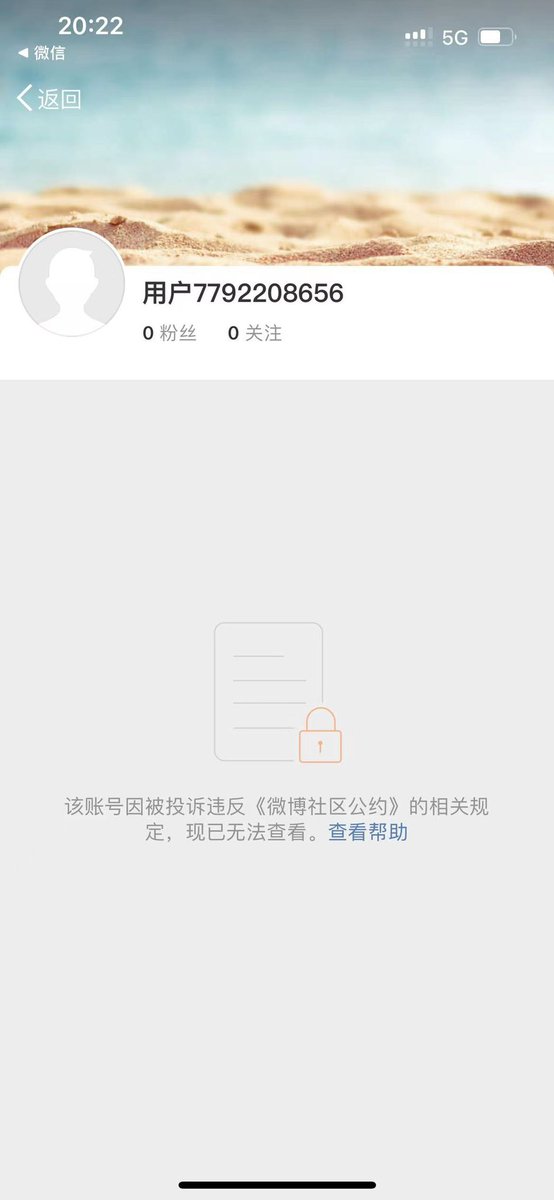 20:22
5G
微信
返回
用户7792208656
0 粉丝 0 关注
该账号因被投诉违反《微博社区公约》的相关规
定，现已无法查看。查看帮助